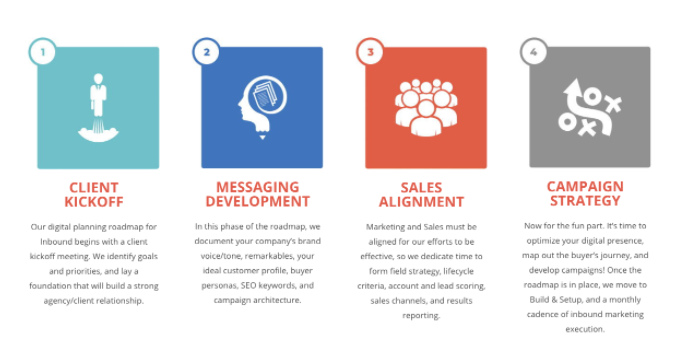 1
CLIENT
KICKOFF
Our digital planning roadmap for
Inbound begins with a client
kickoff meeting. We identify goals
and priorities, and lay a
foundation that will build a strong
agency/client relationship.
2
MESSAGING
DEVELOPMENT
In this phase of the roadmap, we
document your company's brand
voice/tone, remarkables, your
ideal customer profile, buyer
personas, SEO keywords, and
campaign architecture.
3
SALES
ALIGNMENT
Marketing and Sales must be
aligned for our efforts to be
effective, so we dedicate time to
form field strategy, lifecycle
criteria, account and lead scoring,
sales channels, and results
reporting.
4
CAMPAIGN
STRATEGY
Now for the fun part. It's time to
optimize your digital presence,
map out the buyer's journey, and
develop campaigns! Once the
roadmap is in place, we move to
Build & Setup, and a monthly
cadence of inbound marketing
execution.